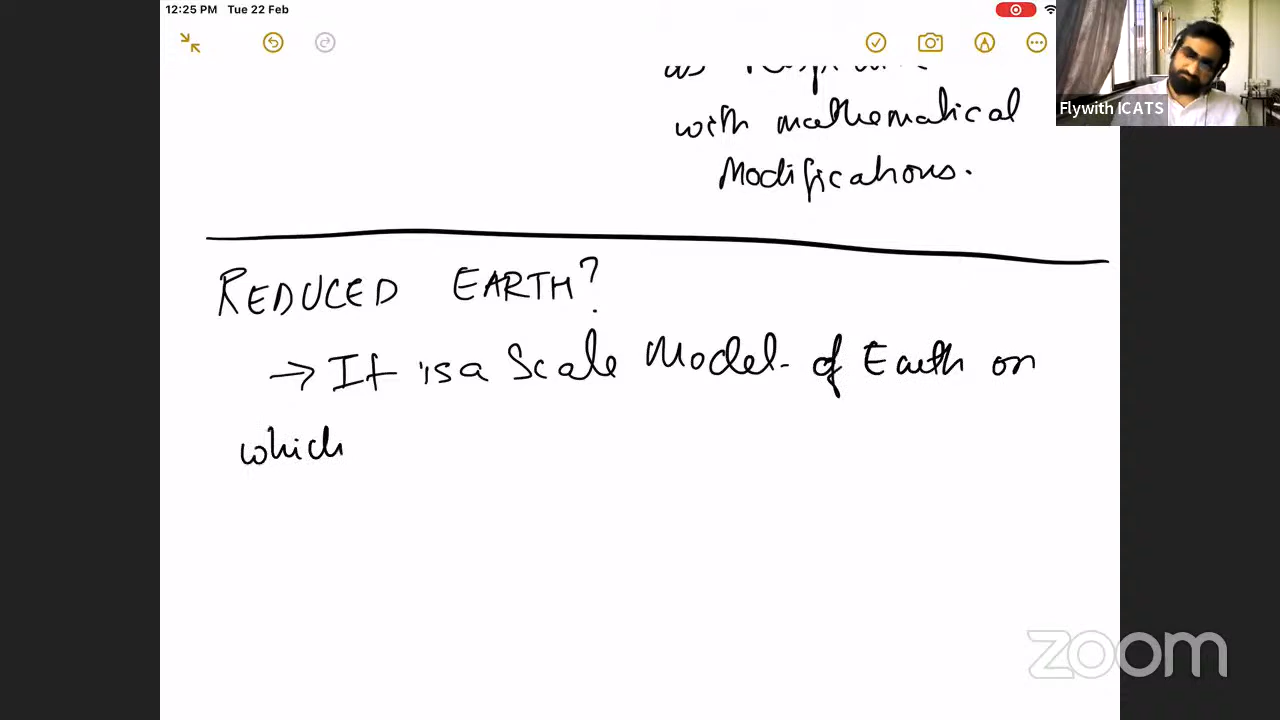 12:25 PM Tue 22 Feb
Flywith ICATS
as
with mathematical
Modifications.
REDUCED EARTH?
→ It is a Scale Model of Earth on
which
zoom